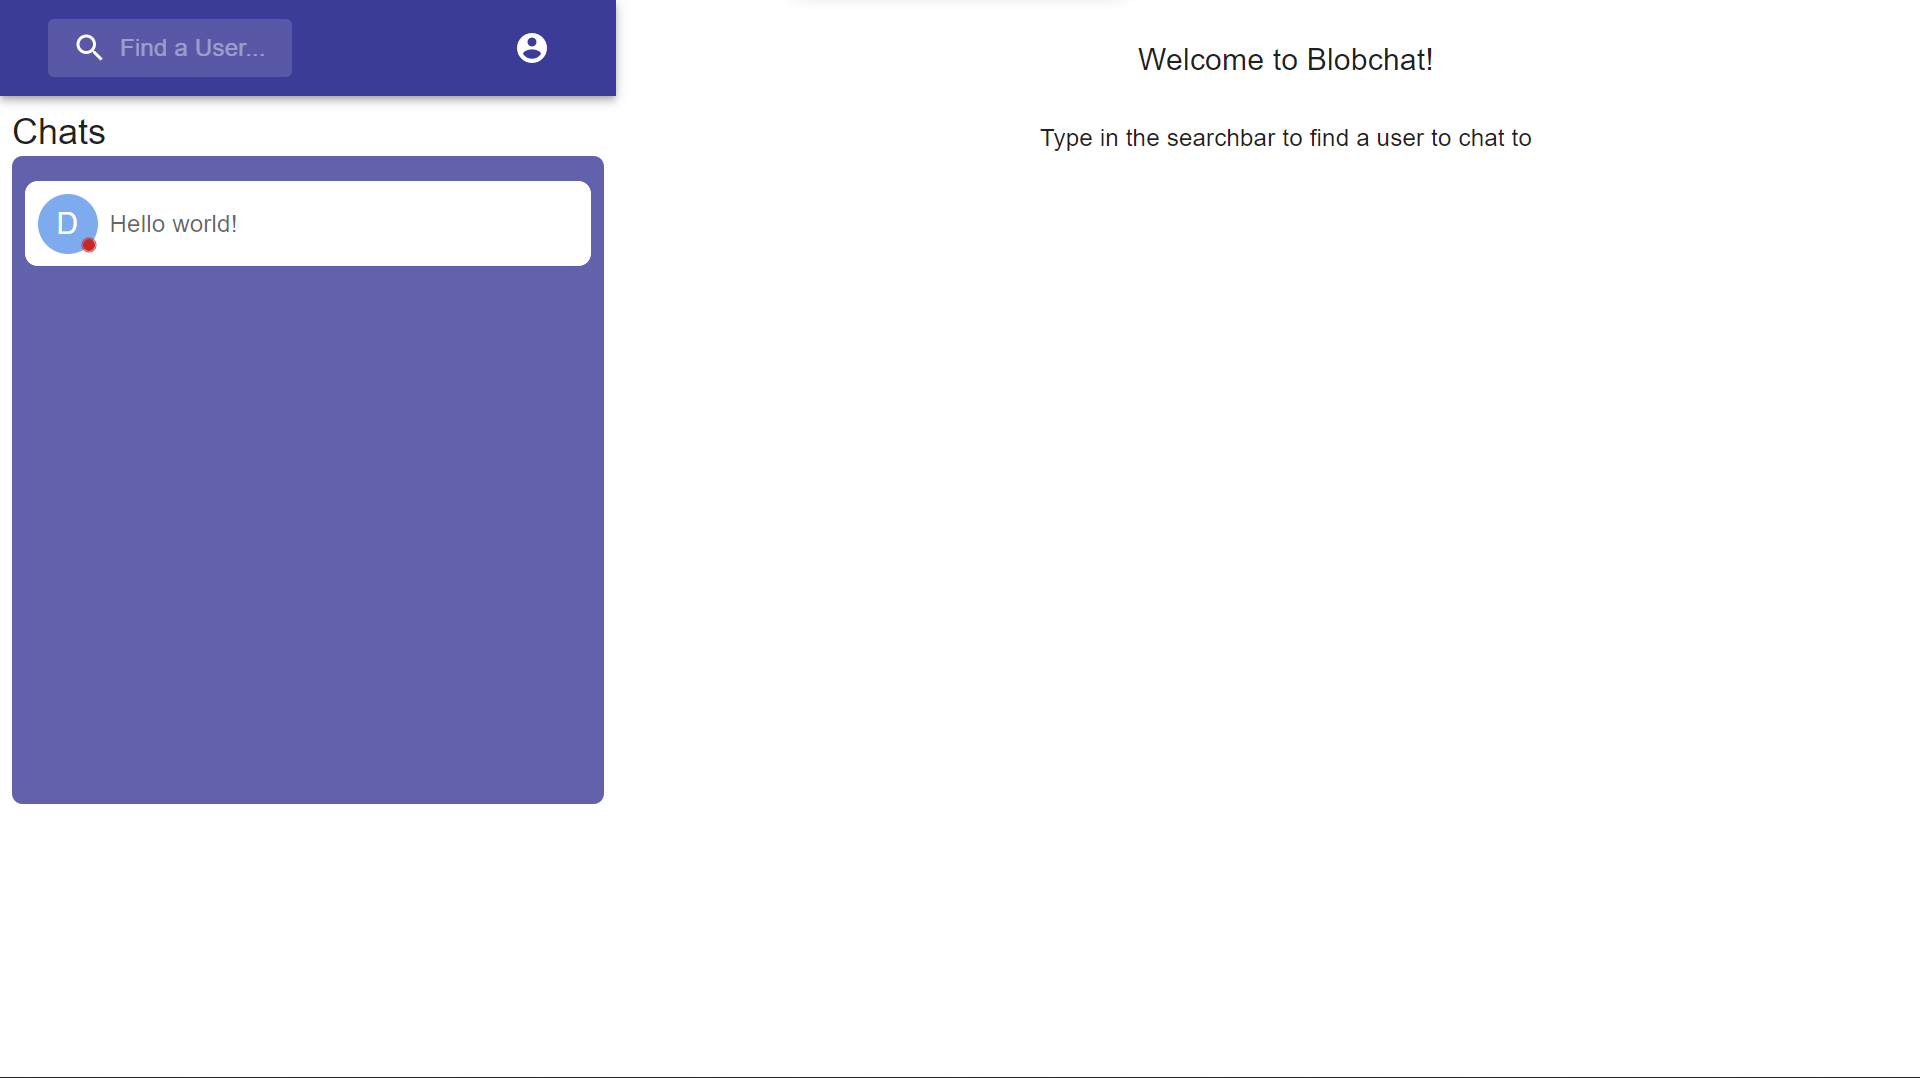 Find a User...
Chats
D
Hello world!
Welcome to Blobchat!
Type in the searchbar to find a user to chat to